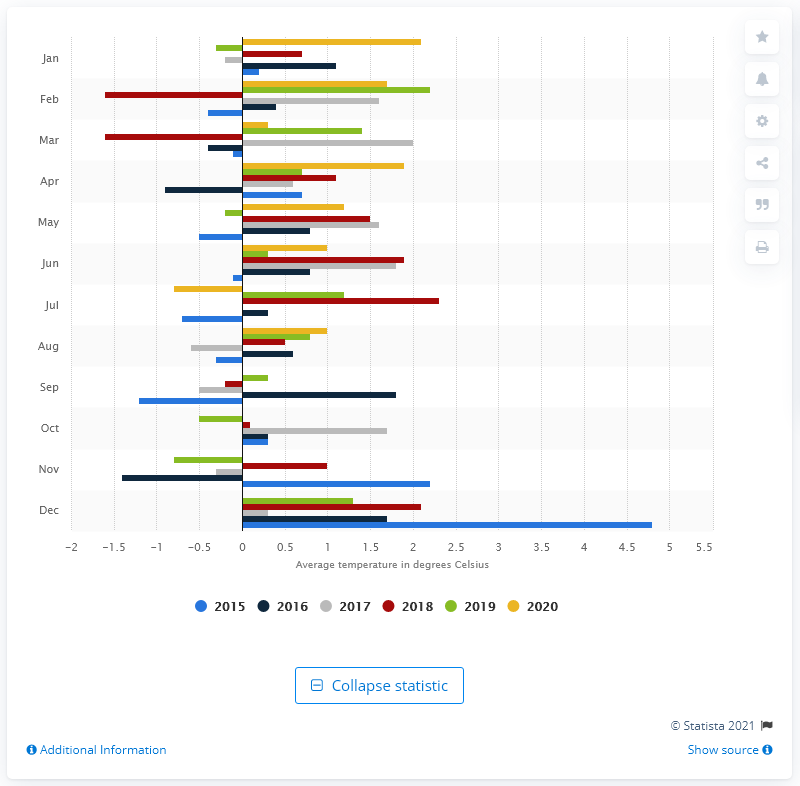 Jan
Feb
Mar
Apr
May
Jun
Jul
Aug
Sep
Oct
Nov
Dec
−2 −1.5 −1 −0.5 0 0.5 1 1.5 2 2.5 3 3.5 4 4.5 5 5.5
Average temperature in degrees Celsius
2015 2016 2017 2018 2019 2020
Collapse statistic
© Statista 2021
Additional Information
Show source